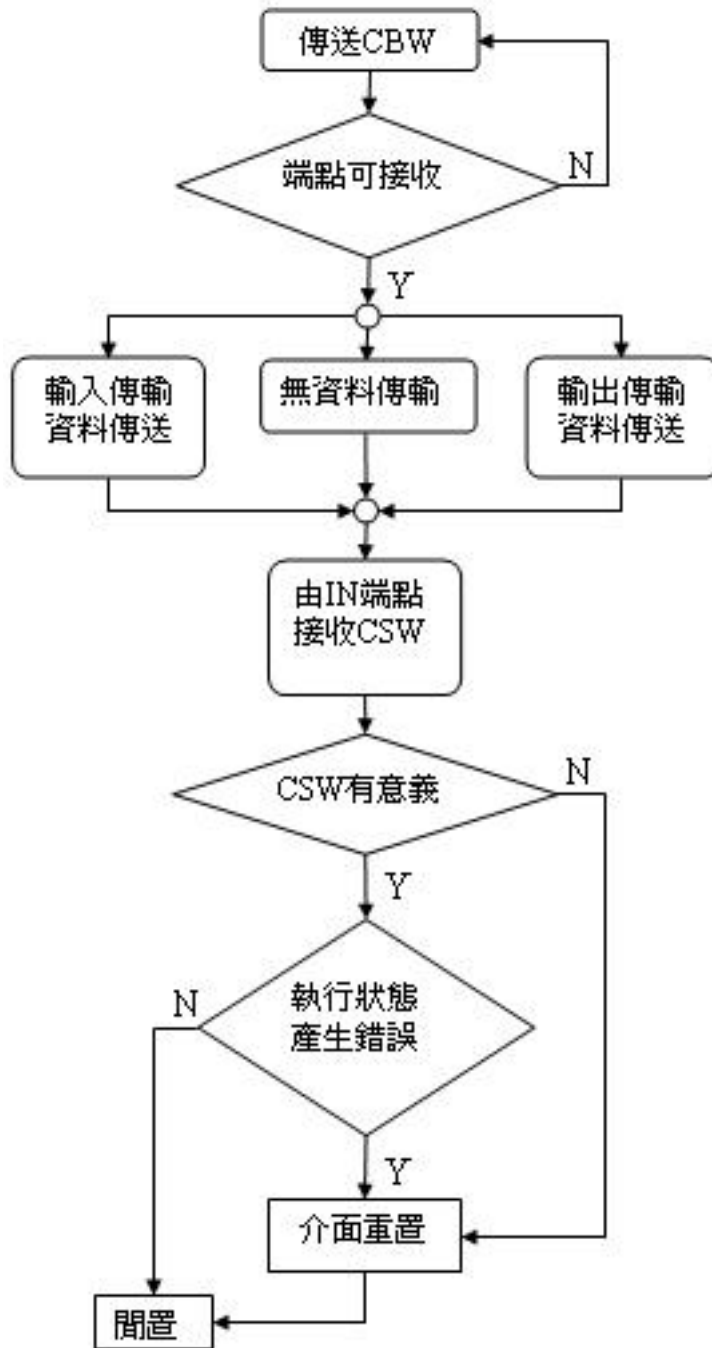 傳送CBW
端點可接收
N
Y
輸入傳輸
資料傳送
無資料傳輸
輸出傳輸
資料傳送
由IN端點
接收CSW
CSW有意義
N
Y
執行狀態
產生錯誤
N
Y
介面重置
閒置